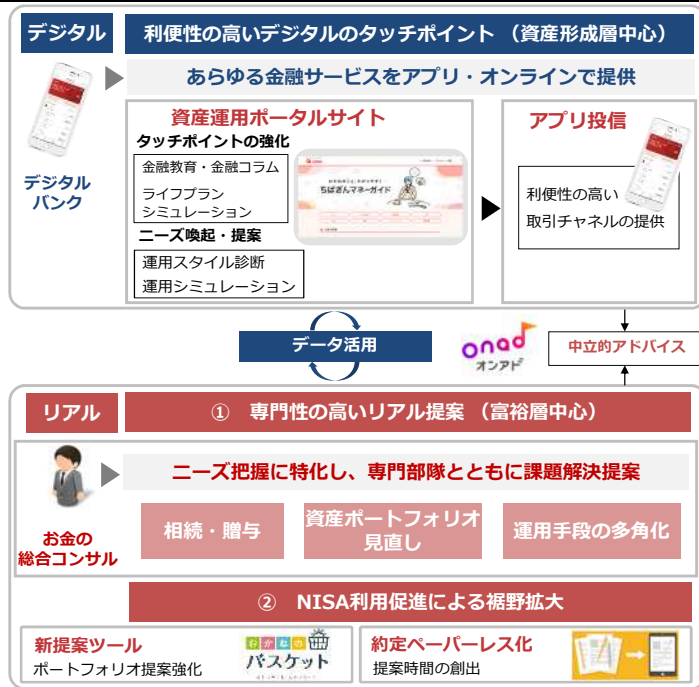 デジタル
利便性の高いデジタルのタッチポイント （資産形成層中心）
あらゆる金融サービスをアプリ・オンラインで提供
デジタル
バンク
資産運用ポータルサイト
タッチポイントの強化
金融教育・金融コラム
ライフプラン
シミュレーション
ニーズ喚起・提案
運用スタイル診断
運用シミュレーション
ちばぎんマネーガイド
アプリ投信
利便性の高い
取引チャネルの提供
データ活用
onad
オンアド
中立的アドバイス
リアル
① 専門性の高いリアル提案 （富裕層中心）
ニーズ把握に特化し、専門部隊とともに課題解決提案
お金の
総合コンサル
相続・贈与
資産ポートフォリオ
見直し
運用手段の多角化
② NISA利用促進による裾野拡大
新提案ツール
ポートフォリオ提案強化
おかねの
バスケット
約定ペーパーレス化
提案時間の創出